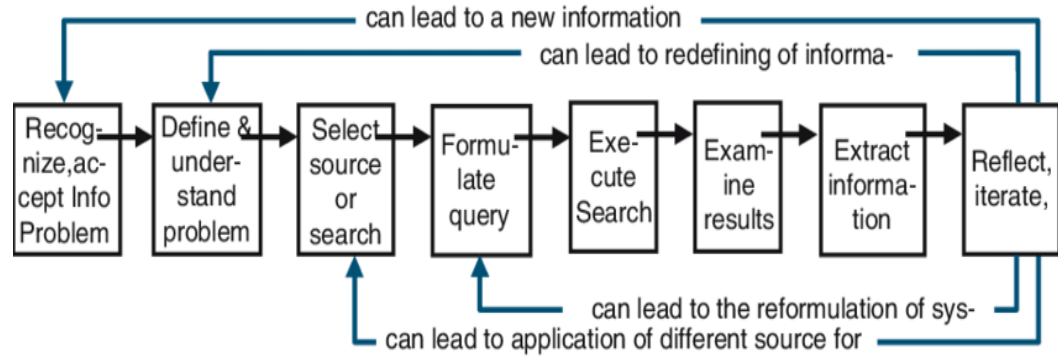 can lead to a new information
can lead to redefining of informa-
Recog-
nize,ac-
cept Info
Problem
Define &
under-
stand
problem
Select
source
or
search
Formu-
late
query
Exe-
cute
Search
Exam-
ine
results
Extract
informa-
tion
Reflect,
iterate,
can lead to the reformulation of sys-
can lead to application of different source for